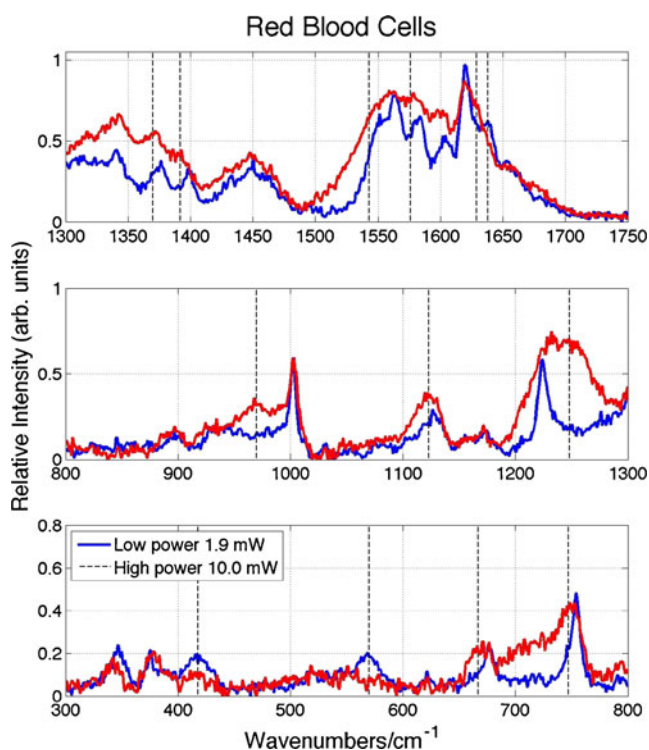 Red Blood Cells
1
0.5
0
1300 1350 1400 1450 1500 1550 1600 1650 1700 1750
Relative Intensity (arb. units)
1
0.5
0
800 900 1000 1100 1200 1300
0.8
0.6
0.4
0.2
0
Low power 1.9 mW
High power 10.0 mW
300 400 500 600 700 800
Wavenumbers/cm⁻¹